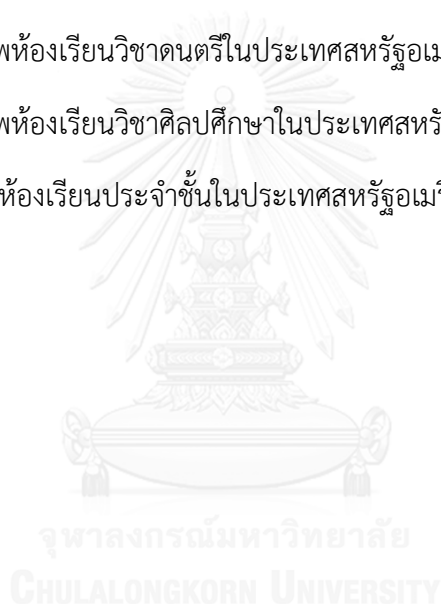 พห้องเรียนวิชาดนตรีในประเทศสหรัฐอเม
พห้องเรียนวิชาศิลปศึกษาในประเทศสหรั
ห้องเรียนประจำชั้นในประเทศสหรัฐอเมริ
จุฬาลงกรณ์มหาวิทยาลัย
CHULALONGKORN UNIVERSITY